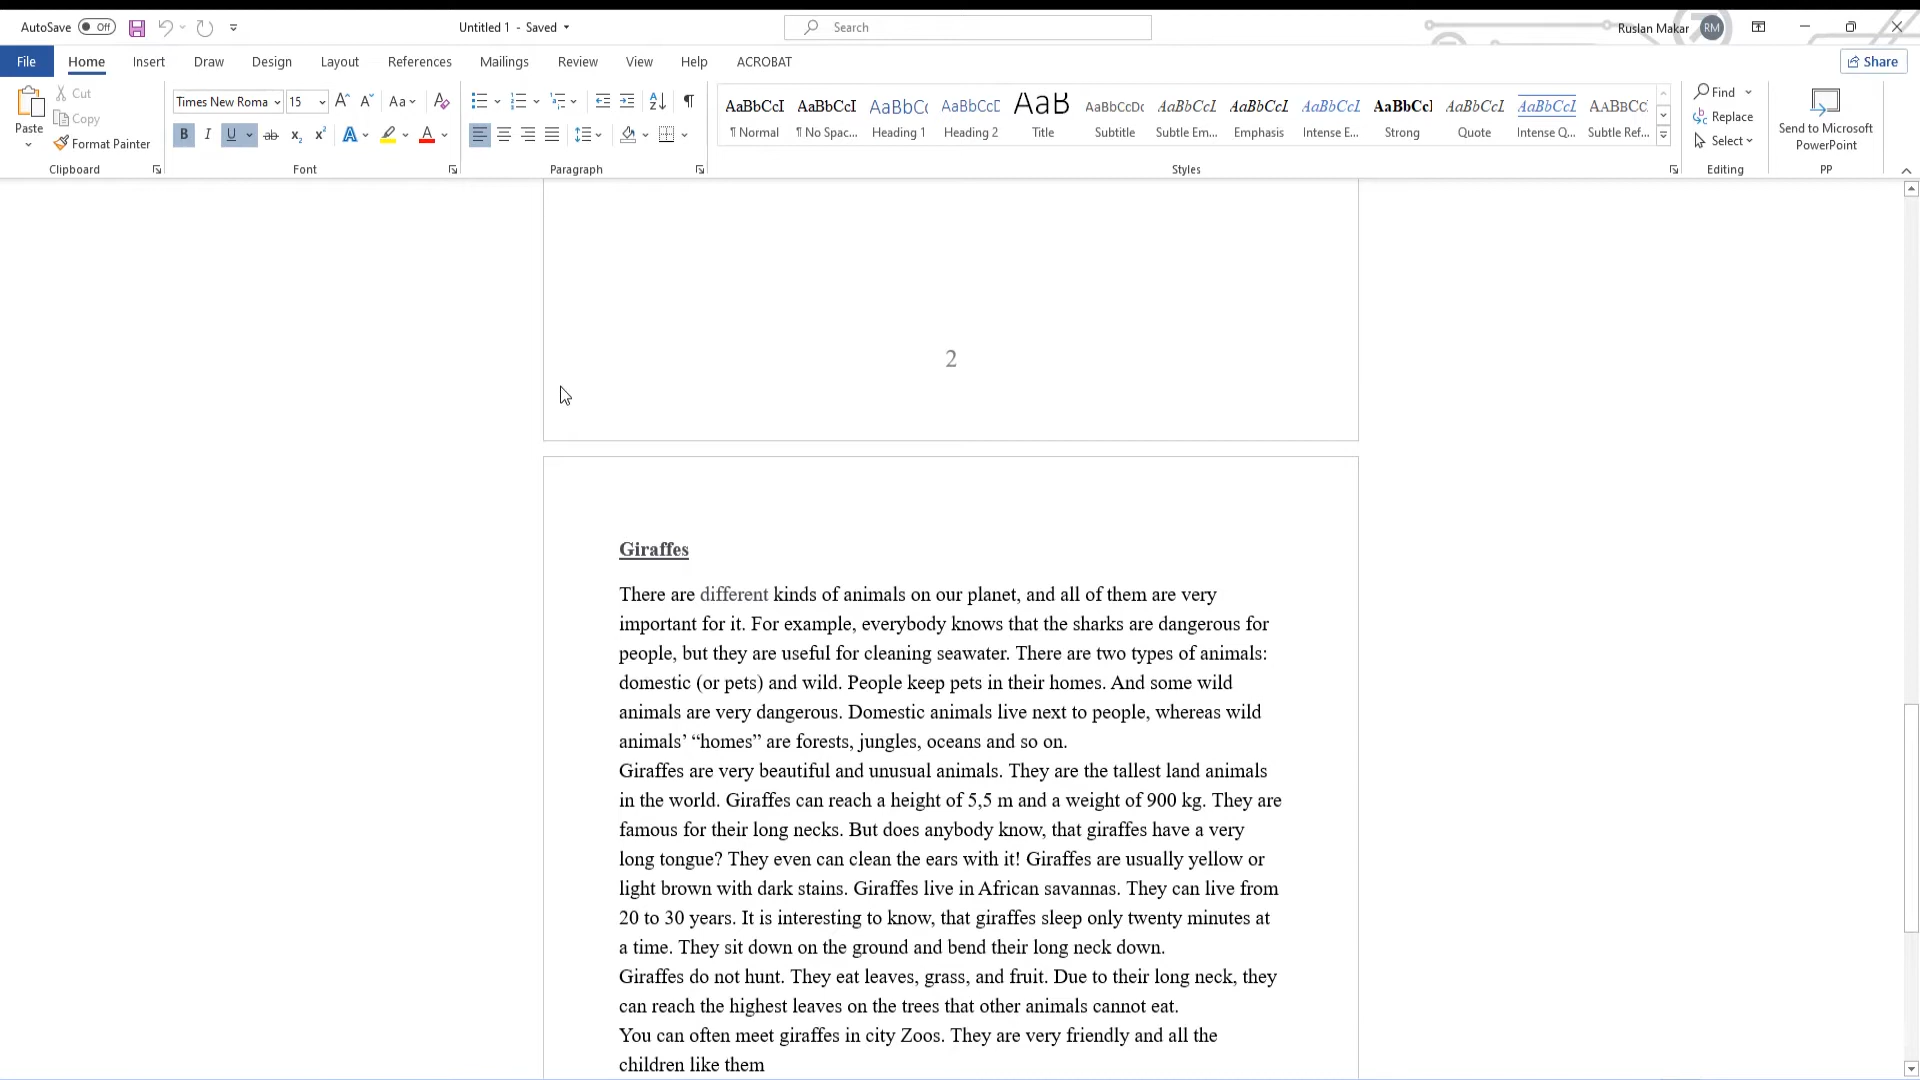 AutoSave Off Untitled 1 - Saved Search Ruslan Makar RM
File Home Insert Draw Design Layout References Mailings Review View Help ACROBAT Share
Paste
Cut
Copy
Format Painter
Clipboard
Times New Roma 15
Font
Paragraph
AaBbCcI AaBbCcI AaBbCc AaBbCcD AaB AaBbCcDc AaBbCcI AaBbCcI AaBbCcI AaBbCcI AaBbCcI AaBbCcI AABBCC
¶ Normal ¶ No Spac... Heading 1 Heading 2 Title Subtitle Subtle Em... Emphasis Intense E... Strong Quote Intense Q... Subtle Ref...
Styles
Find
Replace
Select
Editing
Send to Microsoft
PowerPoint
PP
2
Giraffes
There are different kinds of animals on our planet, and all of them are very
important for it. For example, everybody knows that the sharks are dangerous for
people, but they are useful for cleaning seawater. There are two types of animals:
domestic (or pets) and wild. People keep pets in their homes. And some wild
animals are very dangerous. Domestic animals live next to people, whereas wild
animals’ “homes” are forests, jungles, oceans and so on.
Giraffes are very beautiful and unusual animals. They are the tallest land animals
in the world. Giraffes can reach a height of 5,5 m and a weight of 900 kg. They are
famous for their long necks. But does anybody know, that giraffes have a very
long tongue? They even can clean the ears with it! Giraffes are usually yellow or
light brown with dark stains. Giraffes live in African savannas. They can live from
20 to 30 years. It is interesting to know, that giraffes sleep only twenty minutes at
a time. They sit down on the ground and bend their long neck down.
Giraffes do not hunt. They eat leaves, grass, and fruit. Due to their long neck, they
can reach the highest leaves on the trees that other animals cannot eat.
You can often meet giraffes in city Zoos. They are very friendly and all the
children like them